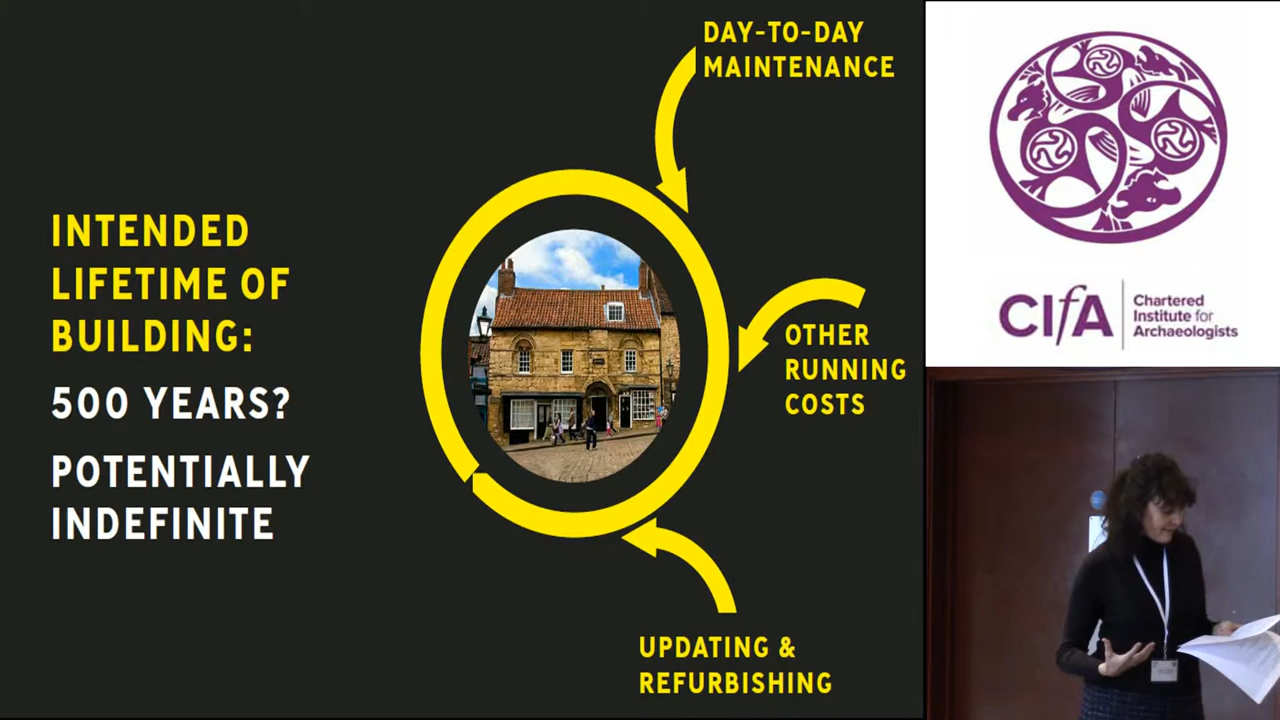 DAY-TO-DAY
MAINTENANCE
INTENDED
LIFETIME OF
BUILDING:
500 YEARS?
POTENTIALLY
INDEFINITE
OTHER
RUNNING
COSTS
UPDATING &
REFURBISHING
CIfA
Chartered
Institute for
Archaeologists